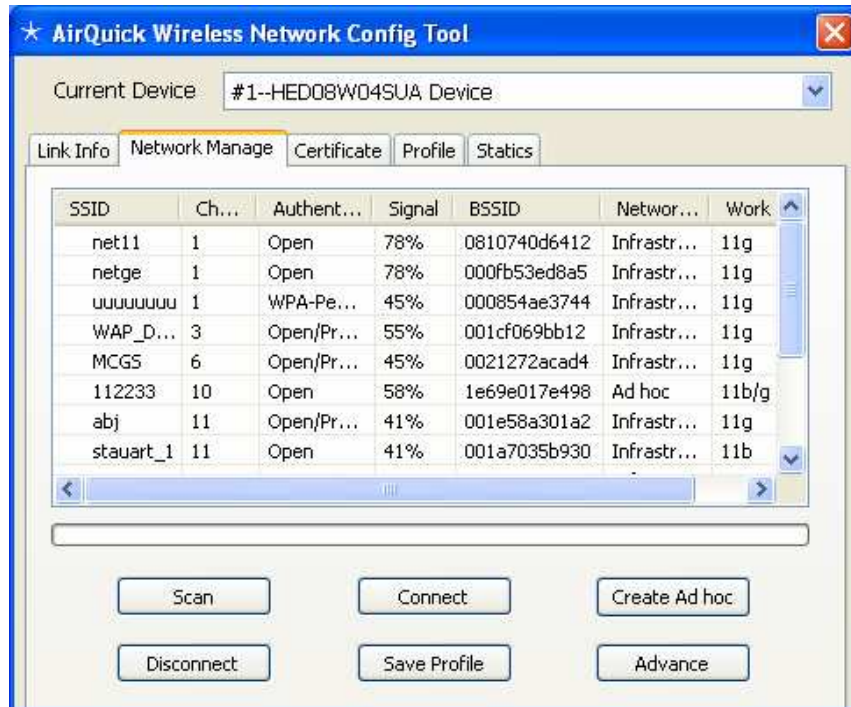 AirQuick Wireless Network Config Tool
Current Device #1--HED08W04SUA Device
Link Info Network Manage Certificate Profile Statics
SSID Ch... Authent... Signal BSSID Networ... Work
net11 1 Open 78% 0810740d6412 Infrastr... 11g
netge 1 Open 78% 000fb53ed8a5 Infrastr... 11g
uuuuuuuu 1 WPA-Pe... 45% 000854ae3744 Infrastr... 11g
WAP_D... 3 Open/Pr... 55% 001cf069bb12 Infrastr... 11g
MCGS 6 Open/Pr... 45% 0021272acad4 Infrastr... 11g
112233 10 Open 58% 1e69e017e498 Ad hoc 11b/g
abj 11 Open/Pr... 41% 001e58a301a2 Infrastr... 11g
stauart_1 11 Open 41% 001a7035b930 Infrastr... 11b
Scan Connect Create Ad hoc
Disconnect Save Profile Advance